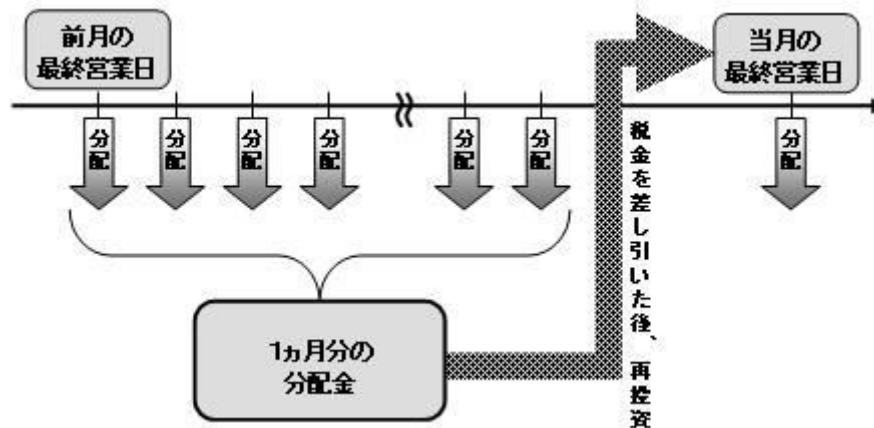 前月の
最終営業日
当月の
最終営業日
分配
分配
分配
分配
分配
分配
分配
税金を差し引いた後、再投資
1ヵ月分の
分配金